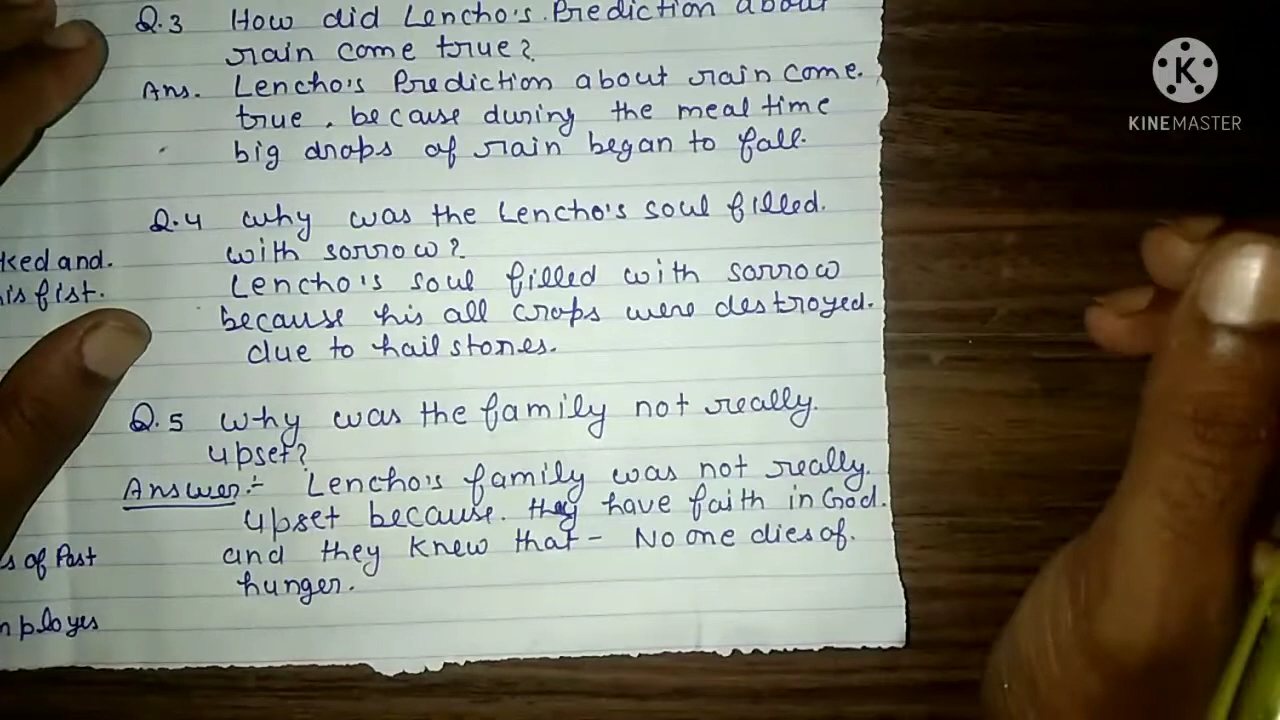 Q.3 How did Lencho's Prediction about
rain come true?
Ans. Lencho's Prediction about rain come.
true. because during the meal time
big drops of rain began to fall.
Q.4 Why was the Lencho's soul filled.
with sorrow?
Lencho's soul filled with sorrow
because his all crops were destroyed.
due to hailstones.
Q.5 Why was the family not really.
upset?
Answer:- Lencho's family was not really.
upset because. they have faith in God.
and they knew that - No one dies of.
hunger.
ked and.
is fist.
s of Post
mployes
KINEMASTER